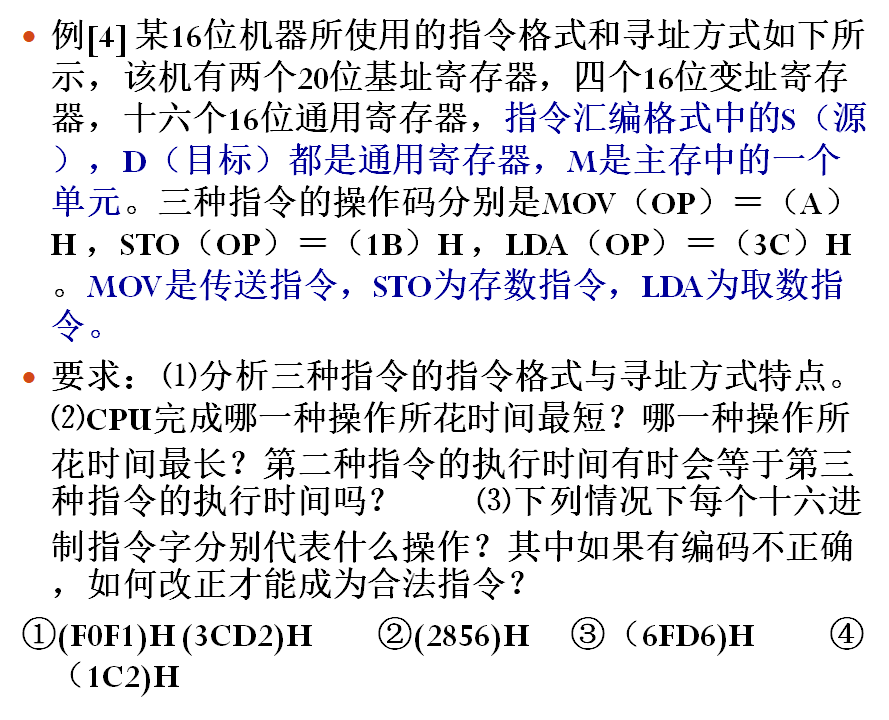 • 例[4] 某16位机器所使用的指令格式和寻址方式如下所
示，该机有两个20位基址寄存器，四个16位变址寄存
器，十六个16位通用寄存器，指令汇编格式中的S（源
），D（目标）都是通用寄存器，M是主存中的一个
单元。三种指令的操作码分别是MOV（OP）＝（A）
H，STO（OP）＝（1B）H，LDA（OP）＝（3C）H
。MOV是传送指令，STO为存数指令，LDA为取数指
令。
• 要求：⑴分析三种指令的指令格式与寻址方式特点。
⑵CPU完成哪一种操作所花时间最短？哪一种操作所
花时间最长？第二种指令的执行时间有时会等于第三
种指令的执行时间吗？ ⑶下列情况下每个十六进
制指令字分别代表什么操作？其中如果有编码不正确
，如何改正才能成为合法指令？
①(F0F1)H (3CD2)H ②(2856)H ③（6FD6)H ④
（1C2)H